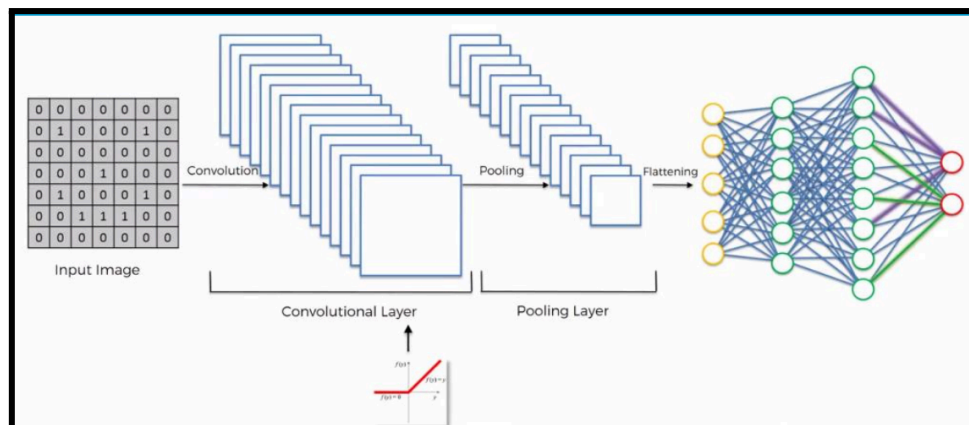 0 0 0 0 0 0 0
0 1 0 0 0 1 0
0 0 0 0 0 0 0
0 0 0 1 0 0 0
0 1 0 0 0 1 0
0 0 1 1 1 0 0
0 0 0 0 0 0 0
Input Image
Convolution
Pooling
Flattening
Convolutional Layer
Pooling Layer
f(y)
f(y)=y
f(y)=0
y